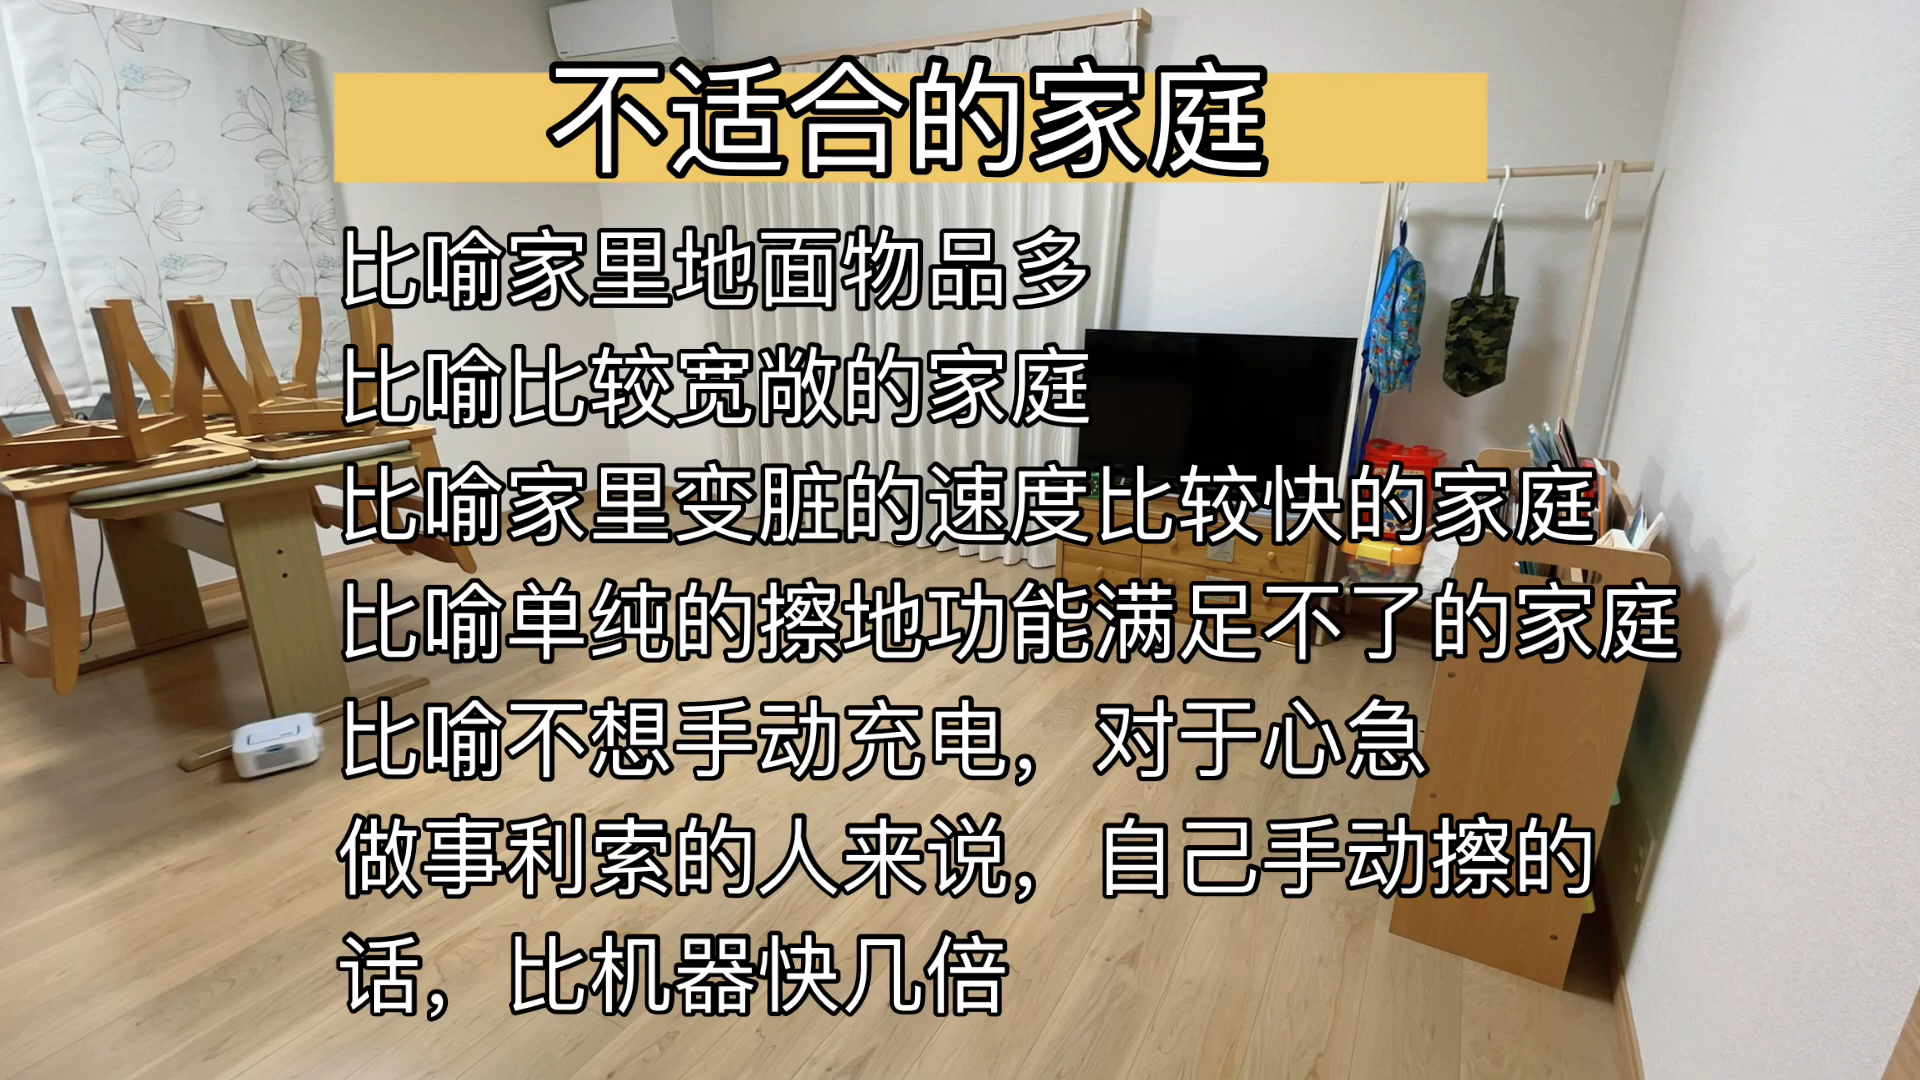 不适合的家庭
比喻家里地面物品多
比喻比较宽敞的家庭
比喻家里变脏的速度比较快的家庭
比喻单纯的擦地功能满足不了的家庭
比喻不想手动充电，对于心急
做事利索的人来说，自己手动擦的
话，比机器快几倍